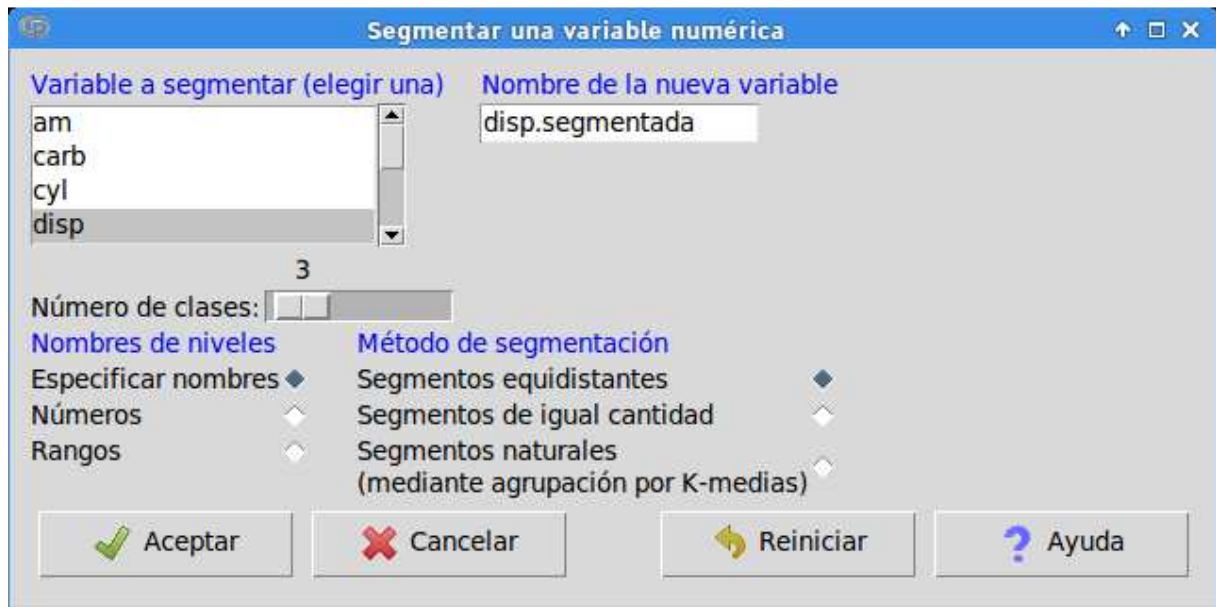 Segmentar una variable numérica
Variable a segmentar (elegir una)
Nombre de la nueva variable
am
carb
cyl
disp
disp.segmentada
3
Número de clases:
Nombres de niveles
Especificar nombres
Números
Rangos
Método de segmentación
Segmentos equidistantes
Segmentos de igual cantidad
Segmentos naturales
(mediante agrupación por K-medias)
Aceptar
Cancelar
Reiniciar
Ayuda